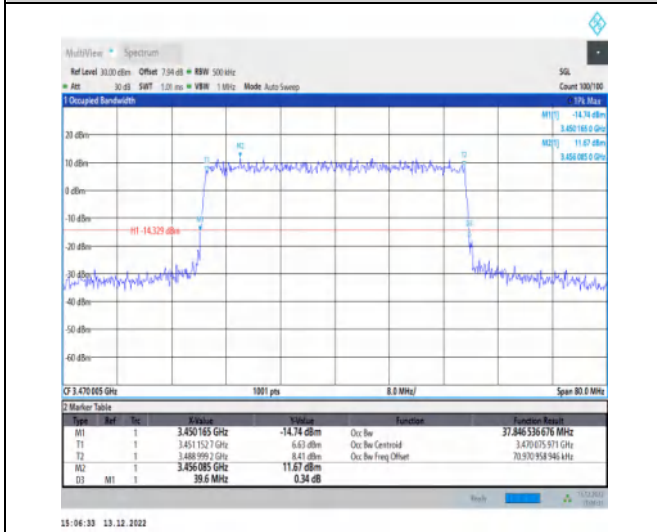 MultiView Spectrum
Ref Level 30.00 dBm Offset 7.94 dB RBW 500 kHz SGL
Att 30 dB SWT 1.01 ms VBW 1 MHz Mode Auto Sweep Count 100/100
1 Occupied Bandwidth 1Pk Max
M1[1] -14.74 dBm
3.450 165 0 GHz
M2[1] 11.67 dBm
3.456 085 0 GHz
20 dBm
10 dBm
0 dBm
-10 dBm
H1 -14.329 dBm
-20 dBm
-30 dBm
-40 dBm
-50 dBm
-60 dBm
T1
M2
T2
M1
D3
CF 3.470 005 GHz 1001 pts 8.0 MHz/ Span 80.0 MHz
2 Marker Table
Type Ref Trc X-Value Y-Value Function Function Result
M1 1 3.450 165 GHz -14.74 dBm Occ Bw 37.846 536 676 MHz
T1 1 3.451 152 7 GHz 6.63 dBm Occ Bw Centroid 3.470 075 971 GHz
T2 1 3.488 999 2 GHz 8.41 dBm Occ Bw Freq Offset 70.970 958 946 kHz
M2 1 3.456 085 GHz 11.67 dBm
D3 M1 1 39.6 MHz 0.34 dB
Ready
15:06:33 13.12.2022